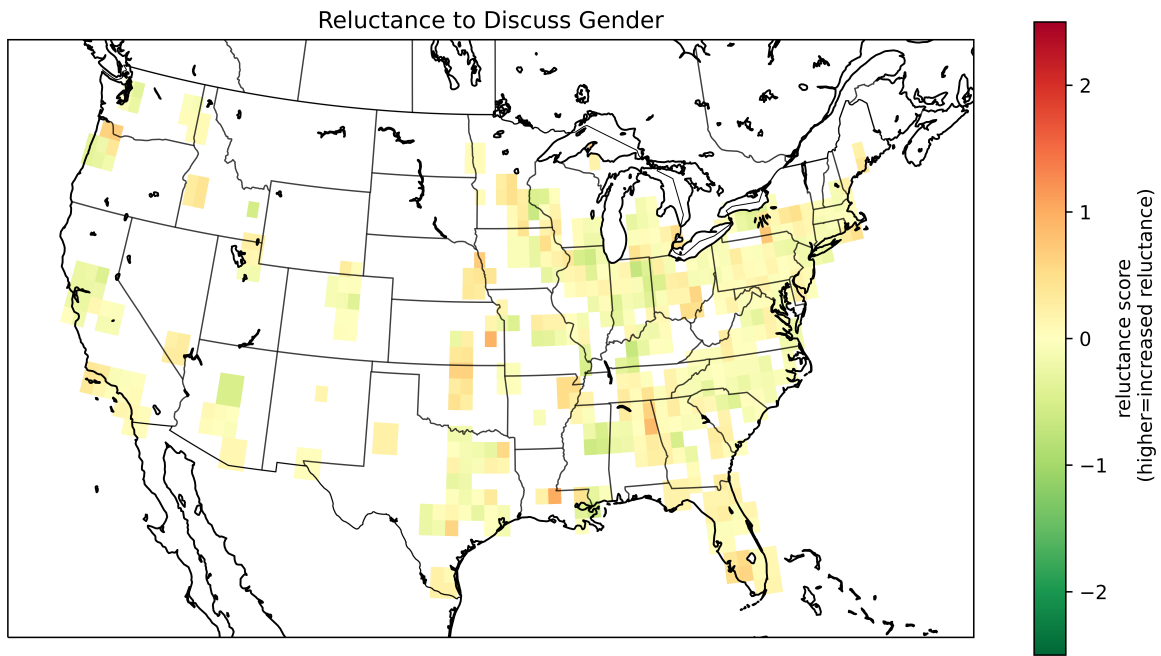 Reluctance to Discuss Gender
2
1
0
−1
−2
reluctance score
(higher=increased reluctance)